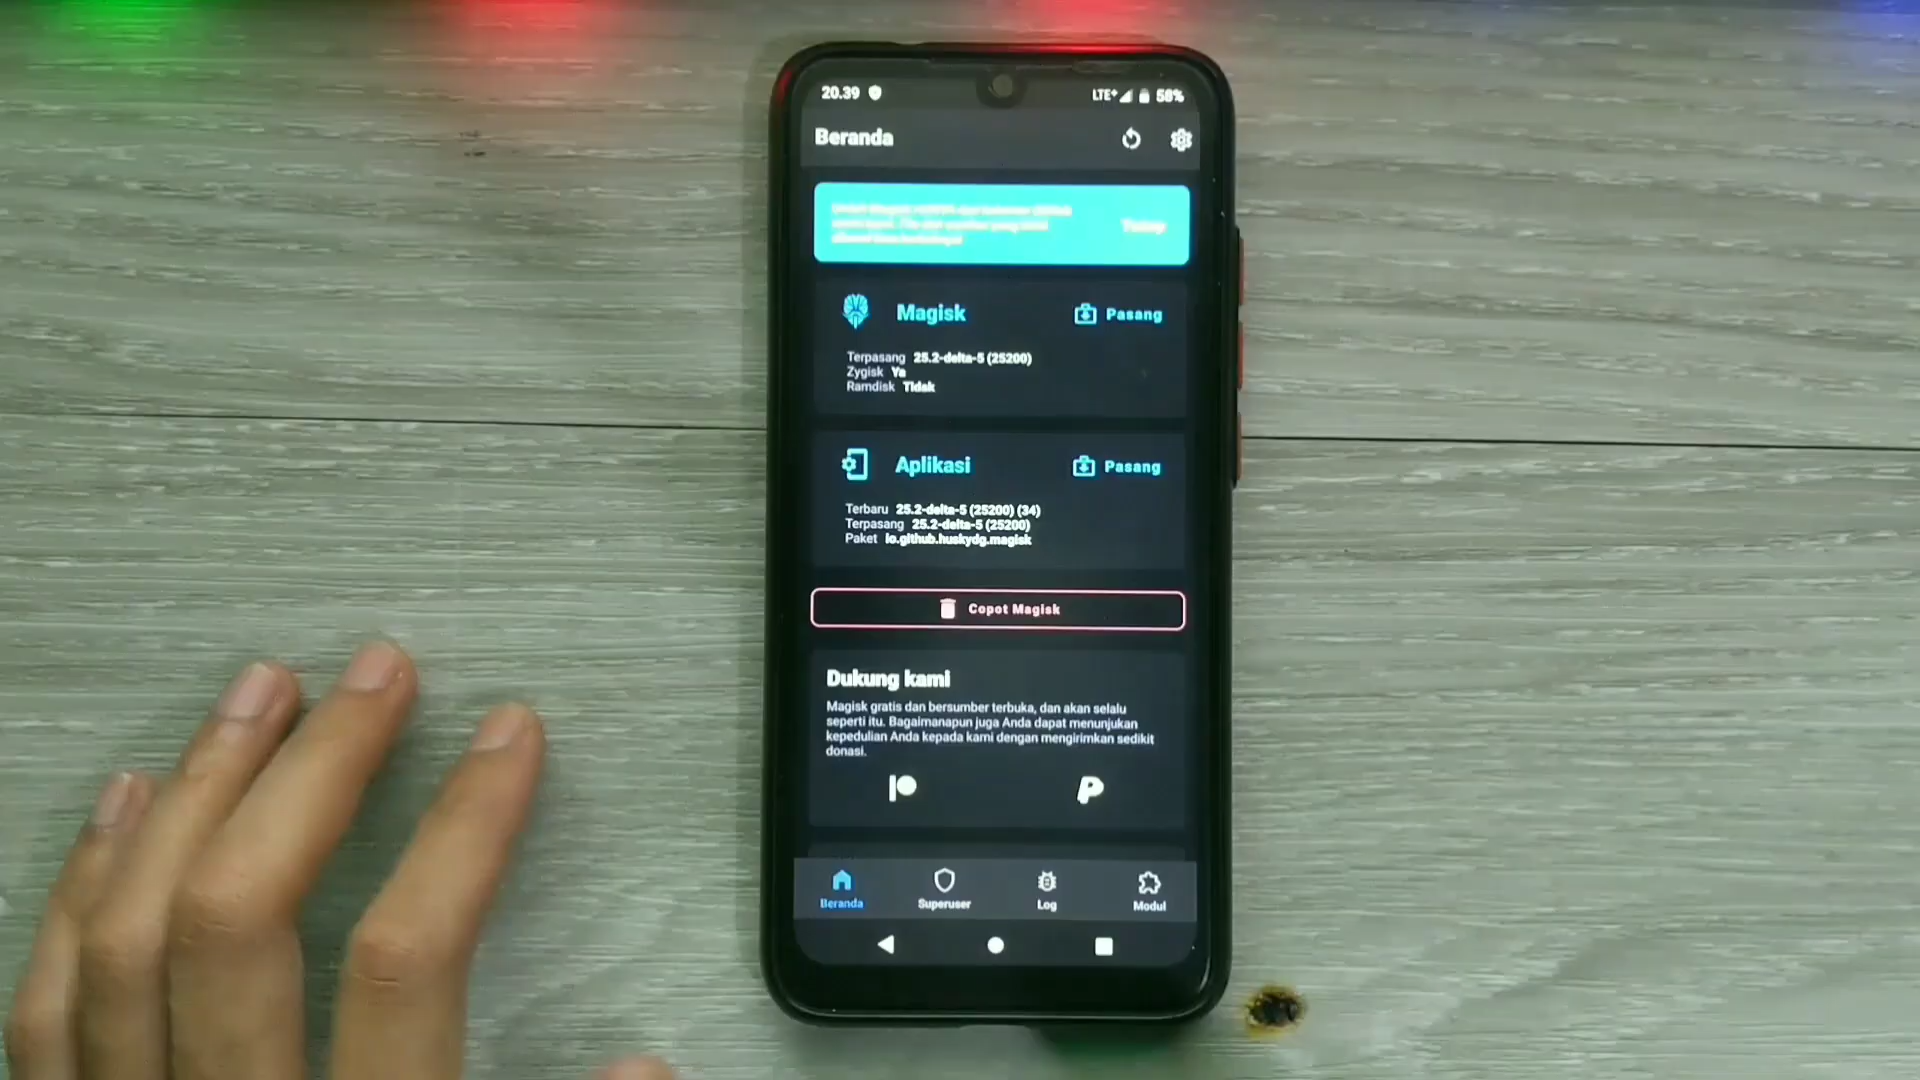 20.39 LTE+ 58%
Beranda
Magisk Pasang
Terpasang 25.2-delta-5 (25200)
Zygisk Ya
Ramdisk Tidak
Aplikasi Pasang
Terbaru 25.2-delta-5 (25200) (34)
Terpasang 25.2-delta-5 (25200)
Paket io.github.huskydg.magisk
Copot Magisk
Dukung kami
Magisk gratis dan bersumber terbuka, dan akan selalu
seperti itu. Bagaimanapun juga Anda dapat menunjukan
kepedulian Anda kepada kami dengan mengirimkan sedikit
donasi.
Beranda Superuser Log Modul